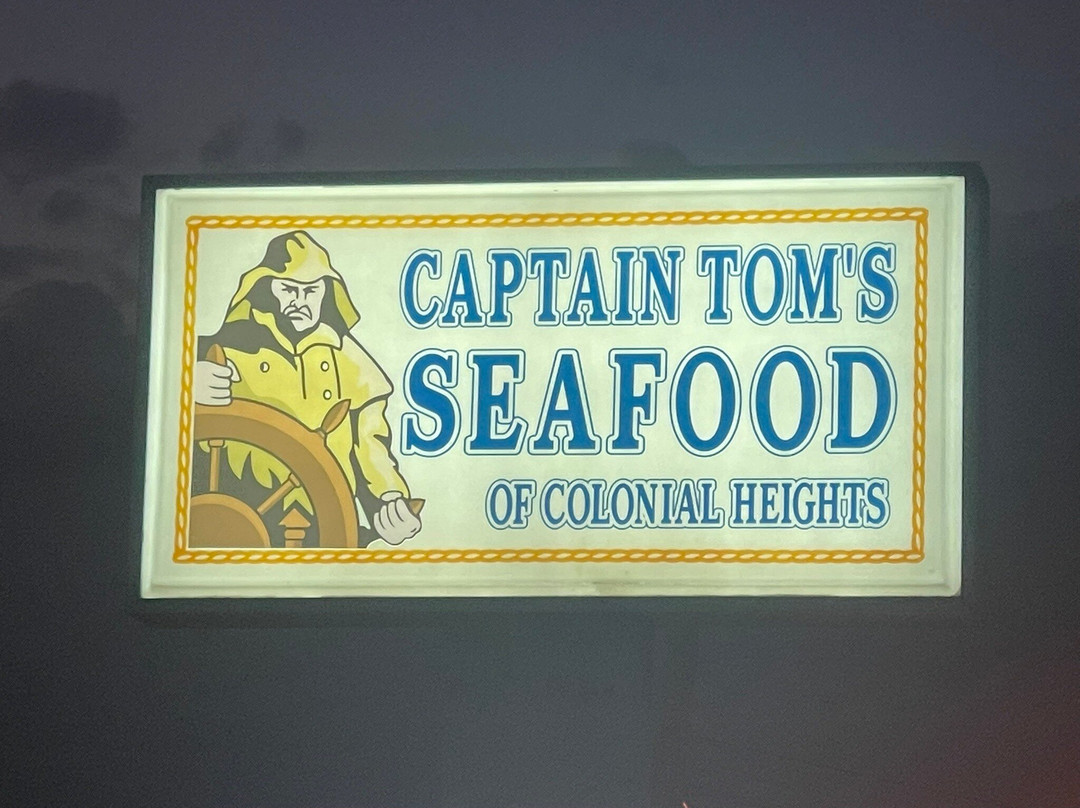 CAPTAIN TOM'S
SEAFOOD
OF COLONIAL HEIGHTS